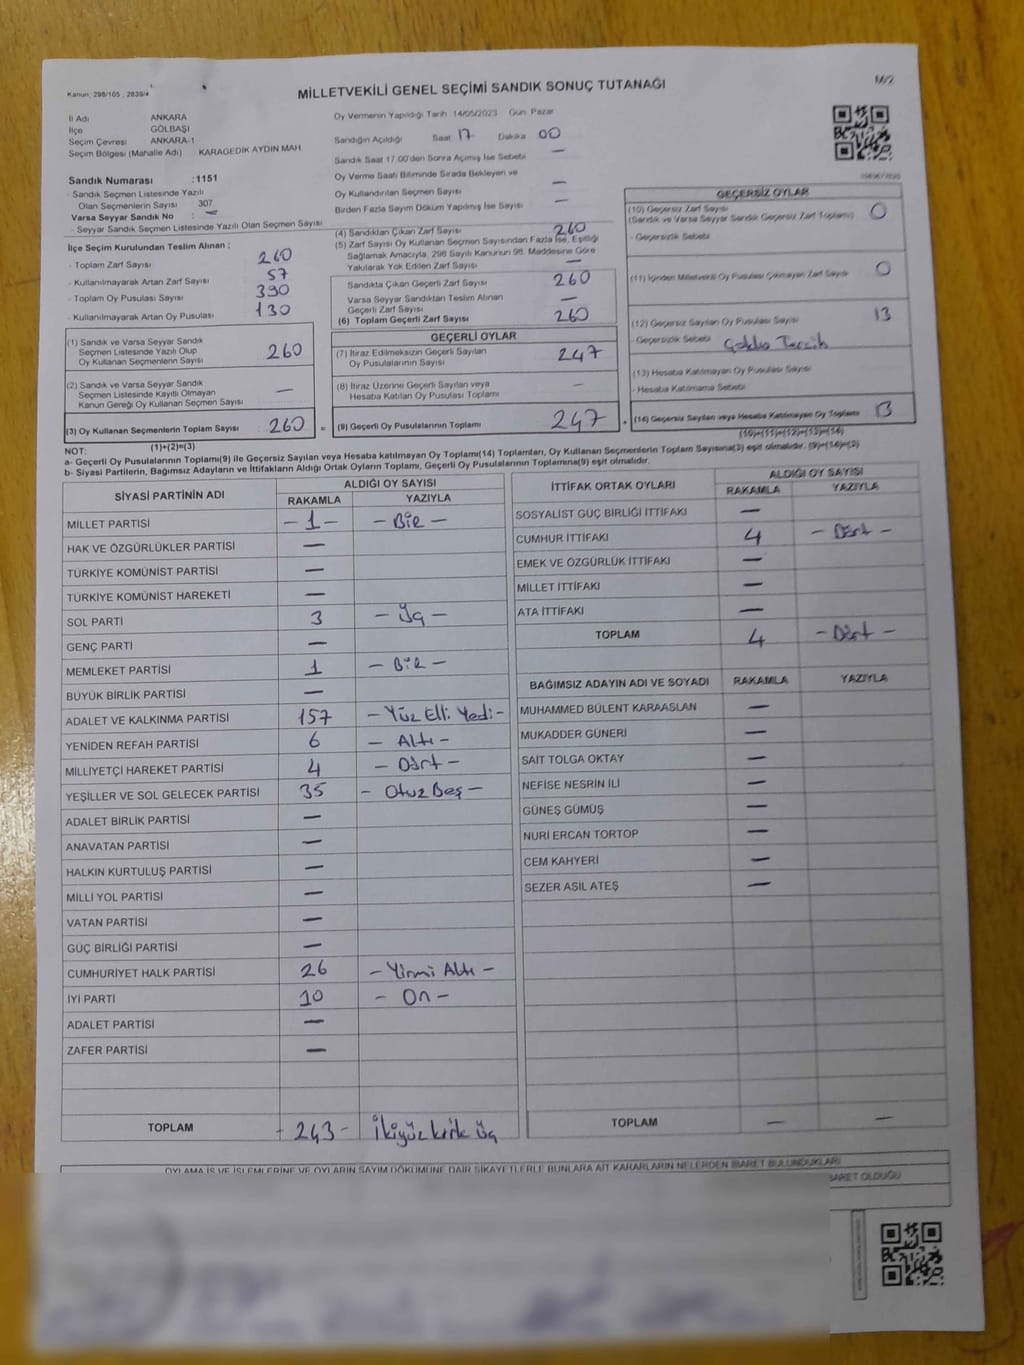 Kanun: 298/105 , 2839/4
MİLLETVEKİLİ GENEL SEÇİMİ SANDIK SONUÇ TUTANAĞI
M/2
İl Adı ANKARA
İlçe GÖLBAŞI
Seçim Çevresi ANKARA-1
Seçim Bölgesi (Mahalle Adı) KARAGEDİK AYDIN MAH
Sandık Numarası :1151
- Sandık Seçmen Listesinde Yazılı
Olan Seçmenlerin Sayısı 307
Varsa Seyyar Sandık No : —
- Seyyar Sandık Seçmen Listesinde Yazılı Olan Seçmen Sayısı
Oy Vermenin Yapıldığı Tarih 14/05/2023 Gün Pazar
Sandığın Açıldığı Saat 17 Dakika 00
Sandık Saat 17:00'den Sonra Açılmış İse Sebebi —
Oy Verme Saati Bitiminde Sırada Bekleyen ve
Oy Kullandırılan Seçmen Sayısı —
Birden Fazla Sayım Döküm Yapılmış İse Sayısı —
İlçe Seçim Kurulundan Teslim Alınan ;
- Toplam Zarf Sayısı 260
- Kullanılmayarak Artan Zarf Sayısı 57
- Toplam Oy Pusulası Sayısı 390
- Kullanılmayarak Artan Oy Pusulası 130
(4) Sandıktan Çıkan Zarf Sayısı 260
(5) Zarf Sayısı Oy Kullanan Seçmen Sayısından Fazla İse, Eşitliği
Sağlamak Amacıyla, 298 Sayılı Kanunun 98. Maddesine Göre
Yakılarak Yok Edilen Zarf Sayısı —
Sandıkta Çıkan Geçerli Zarf Sayısı 260
Varsa Seyyar Sandıktan Teslim Alınan
Geçerli Zarf Sayısı —
(6) Toplam Geçerli Zarf Sayısı 260
GEÇERSİZ OYLAR
(10) Geçersiz Zarf Sayısı 0
(Sandık ve Varsa Seyyar Sandık Geçersiz Zarf Toplamı)
- Geçersizlik Sebebi
(11) İçinden Milletvekili Oy Pusulası Çıkmayan Zarf Sayısı 0
(12) Geçersiz Sayılan Oy Pusulası Sayısı 13
- Geçersizlik Sebebi Çoklu Tercih
(13) Hesaba Katılmayan Oy Pusulası Sayısı
- Hesaba Katılmama Sebebi
(14) Geçersiz Sayılan veya Hesaba Katılmayan Oy Toplamı 13
(10)+(11)+(12)+(13)=(14)
(1) Sandık ve Varsa Seyyar Sandık
Seçmen Listesinde Yazılı Olup
Oy Kullanan Seçmenlerin Sayısı 260
(2) Sandık ve Varsa Seyyar Sandık
Seçmen Listesinde Kayıtlı Olmayan
Kanun Gereği Oy Kullanan Seçmen Sayısı —
(3) Oy Kullanan Seçmenlerin Toplam Sayısı 260 =
(1)+(2)=(3)
GEÇERLİ OYLAR
(7) İtiraz Edilmeksizin Geçerli Sayılan
Oy Pusulalarının Sayısı 247
(8) İtiraz Üzerine Geçerli Sayılan veya
Hesaba Katılan Oy Pusulası Toplamı —
(9) Geçerli Oy Pusulalarının Toplamı 247 +
NOT:
a- Geçerli Oy Pusulalarının Toplamı(9) ile Geçersiz Sayılan veya Hesaba katılmayan Oy Toplamı(14) Toplamları, Oy Kullanan Seçmenlerin Toplam Sayısına(3) eşit olmalıdır. (9)+(14)=(3)
b- Siyasi Partilerin, Bağımsız Adayların ve İttifakların Aldığı Ortak Oyların Toplamı, Geçerli Oy Pusulalarının Toplamına(9) eşit olmalıdır.
SİYASİ PARTİNİN ADI ALDIĞI OY SAYISI
RAKAMLA YAZIYLA
MİLLET PARTİSİ -1- -Bir-
HAK VE ÖZGÜRLÜKLER PARTİSİ —
TÜRKİYE KOMÜNİST PARTİSİ —
TÜRKİYE KOMÜNİST HAREKETİ —
SOL PARTİ 3 -Üç-
GENÇ PARTİ —
MEMLEKET PARTİSİ 1 -Bir-
BÜYÜK BİRLİK PARTİSİ —
ADALET VE KALKINMA PARTİSİ 157 -Yüz Elli Yedi-
YENİDEN REFAH PARTİSİ 6 -Altı-
MİLLİYETÇİ HAREKET PARTİSİ 4 -Dört-
YEŞİLLER VE SOL GELECEK PARTİSİ 35 -Otuz Beş-
ADALET BİRLİK PARTİSİ —
ANAVATAN PARTİSİ —
HALKIN KURTULUŞ PARTİSİ —
MİLLİ YOL PARTİSİ —
VATAN PARTİSİ —
GÜÇ BİRLİĞİ PARTİSİ —
CUMHURİYET HALK PARTİSİ 26 -Yirmi Altı-
İYİ PARTİ 10 -On-
ADALET PARTİSİ —
ZAFER PARTİSİ —
TOPLAM -243- İkiyüz kırk üç
İTTİFAK ORTAK OYLARI ALDIĞI OY SAYISI
RAKAMLA YAZIYLA
SOSYALİST GÜÇ BİRLİĞİ İTTİFAKI —
CUMHUR İTTİFAKI 4 -Dört-
EMEK VE ÖZGÜRLÜK İTTİFAKI —
MİLLET İTTİFAKI —
ATA İTTİFAKI —
TOPLAM 4 -Dört-
BAĞIMSIZ ADAYIN ADI VE SOYADI RAKAMLA YAZIYLA
MUHAMMED BÜLENT KARAASLAN —
MUKADDER GÜNERİ —
SAİT TOLGA OKTAY —
NEFİSE NESRİN İLİ —
GÜNEŞ GÜMÜŞ —
NURİ ERCAN TORTOP —
CEM KAHYERİ —
SEZER ASİL ATEŞ —
TOPLAM — —
OYLAMA İŞ VE İŞLEMLERİNE VE OYLARIN SAYIM DÖKÜMÜNE DAİR ŞİKAYETLERLE BUNLARA AİT KARARLARIN NELERDEN İBARET BULUNDUKLARI
BARET OLDUĞU